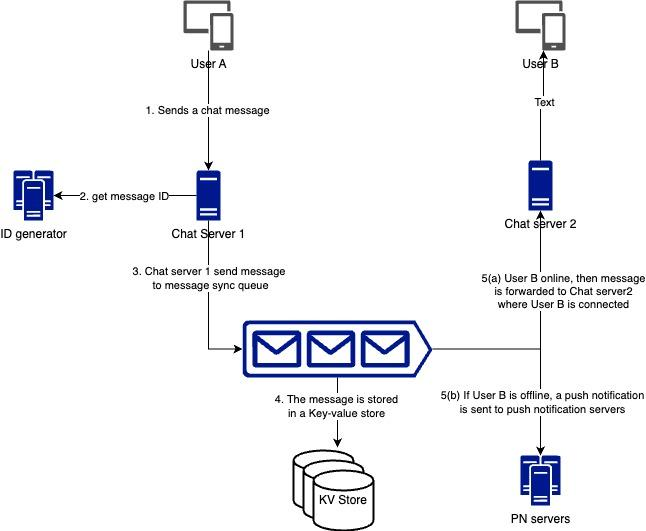 User A
User B
1. Sends a chat message
Text
2. get message ID
ID generator
Chat Server 1
Chat server 2
3. Chat server 1 send message
to message sync queue
5(a) User B online, then message
is forwarded to Chat server2
where User B is connected
4. The message is stored
in a Key-value store
5(b) If User B is offline, a push notification
is sent to push notification servers
KV Store
PN servers